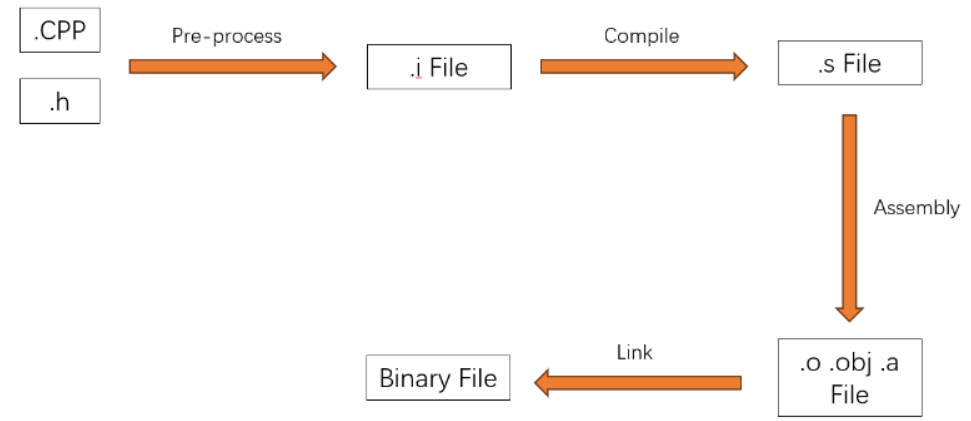 .CPP
Pre-process
.h
.i File
Compile
.s File
Assembly
.o .obj .a
File
Link
Binary File